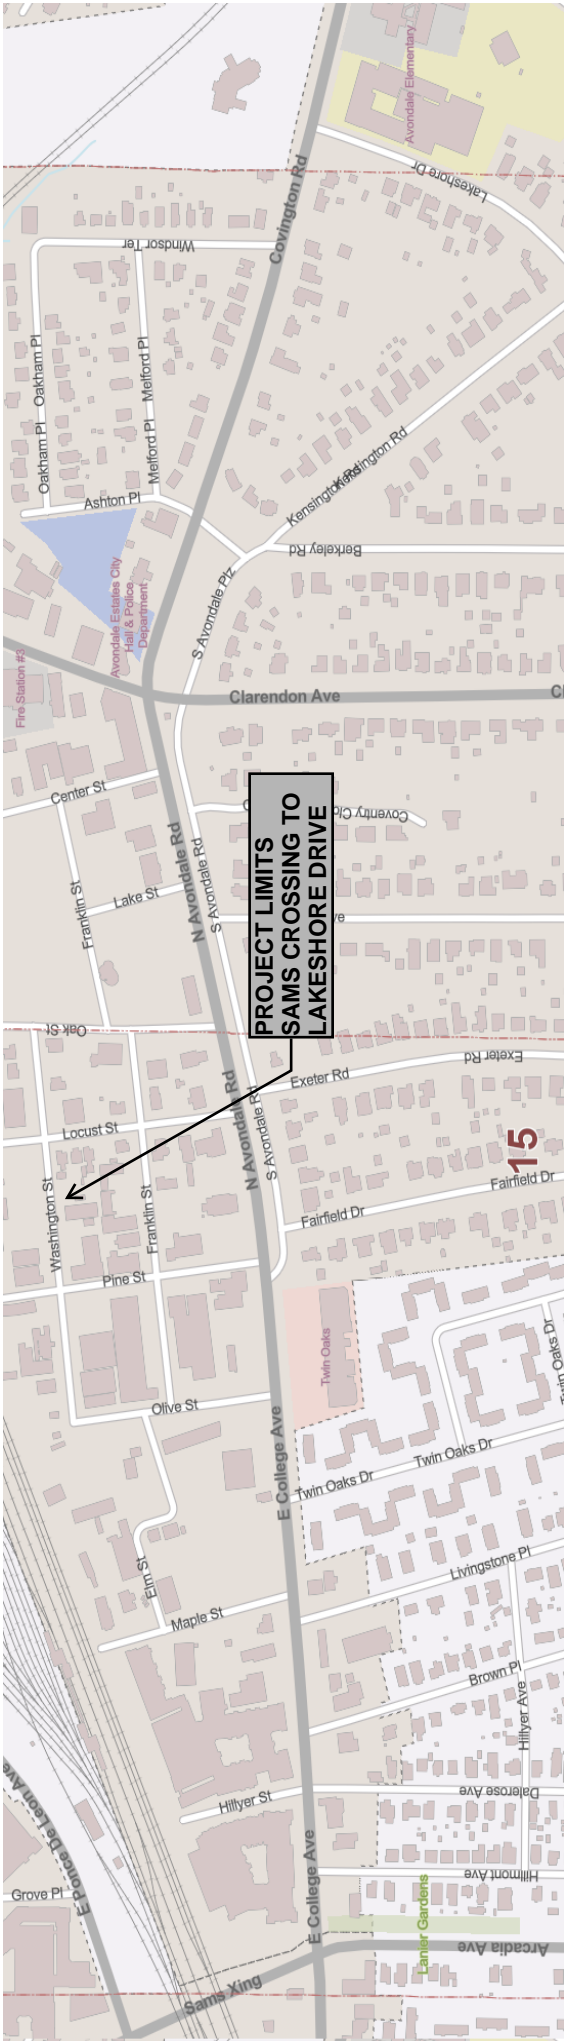 Avondale Elementary
Lakeshore Dr
Covington Rd
Windsor Ter
Oakham Pl
Melford Pl
Oakham Pl
Melford Pl
Kensington Rd
Kensington Rd
Ashton Pl
Berkeley Rd
Avondale Estates City
Hall & Police
Department
S Avondale Plz
Fire Station #3
Clarendon Ave
Center St
PROJECT LIMITS
SAMS CROSSING TO
LAKESHORE DRIVE
N Avondale Rd
S Avondale Rd
Franklin St
Lake St
Oak St
Exeter Rd
Exeter Rd
N Avondale Rd
S Avondale Rd
Locust St
15
Washington St
Franklin St
Fairfield Dr
Fairfield Dr
Pine St
Twin Oaks
Twin Oaks Dr
Olive St
E College Ave
Twin Oaks Dr
Twin Oaks Dr
Elm St
Livingstone Pl
Maple St
Brown Pl
Hillyer Ave
Hillyer St
Dalerose Ave
E Ponce De Leon Ave
E College Ave
Hillmont Ave
Grove Pl
Lanier Gardens
Arcadia Ave
Sams Xing